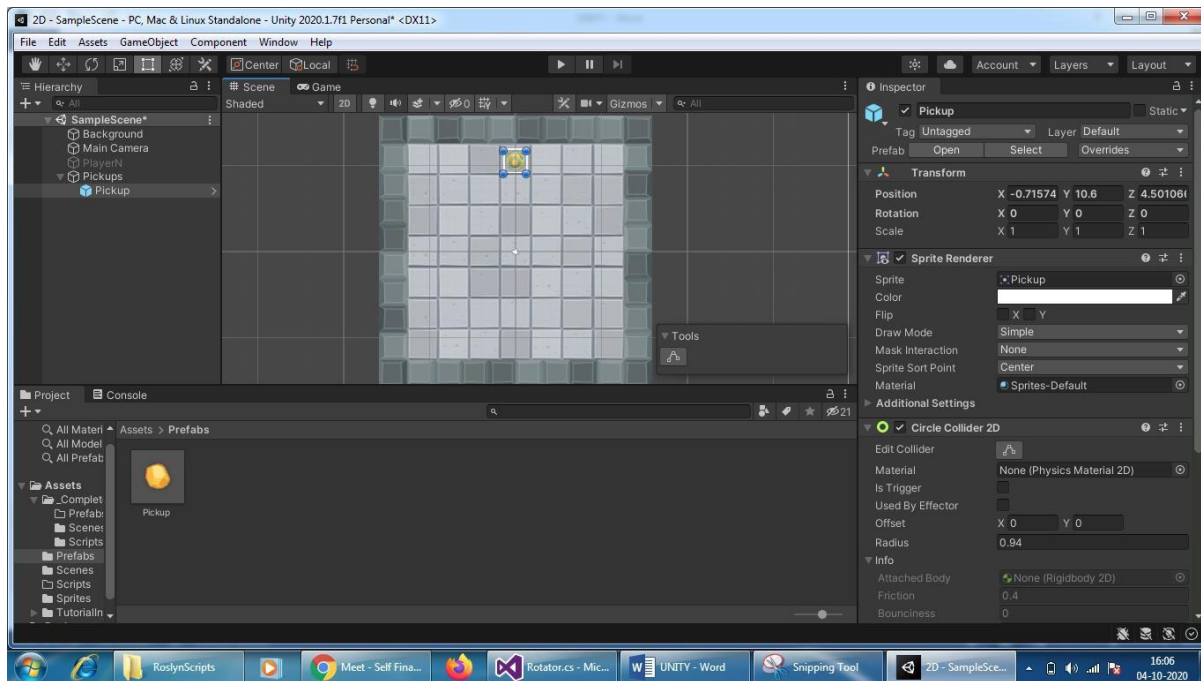 2D - SampleScene - PC, Mac & Linux Standalone - Unity 2020.1.7f1 Personal* <DX11>
File Edit Assets GameObject Component Window Help
Center Local Account Layers Layout
Hierarchy
All
SampleScene*
Background
Main Camera
PlayerN
Pickups
Pickup
Scene Game
Shaded 2D 0 Gizmos All
Tools
Inspector
Pickup Static
Tag Untagged Layer Default
Prefab Open Select Overrides
Transform
Position X -0.71574 Y 10.6 Z 4.50106
Rotation X 0 Y 0 Z 0
Scale X 1 Y 1 Z 1
Sprite Renderer
Sprite Pickup
Color
Flip X Y
Draw Mode Simple
Mask Interaction None
Sprite Sort Point Center
Material Sprites-Default
Additional Settings
Circle Collider 2D
Edit Collider
Material None (Physics Material 2D)
Is Trigger
Used By Effector
Offset X 0 Y 0
Radius 0.94
Info
Attached Body None (Rigidbody 2D)
Friction 0.4
Bounciness 0
Project Console
21
All Materi
All Model
All Prefab
Assets
_Complet
Prefab
Scenes
Scripts
Prefabs
Scenes
Scripts
Sprites
TutorialIn
Assets > Prefabs
Pickup
RoslynScripts Meet - Self Fina... Rotator.cs - Mic... UNITY - Word Snipping Tool 2D - SampleSce...
16:06
04-10-2020